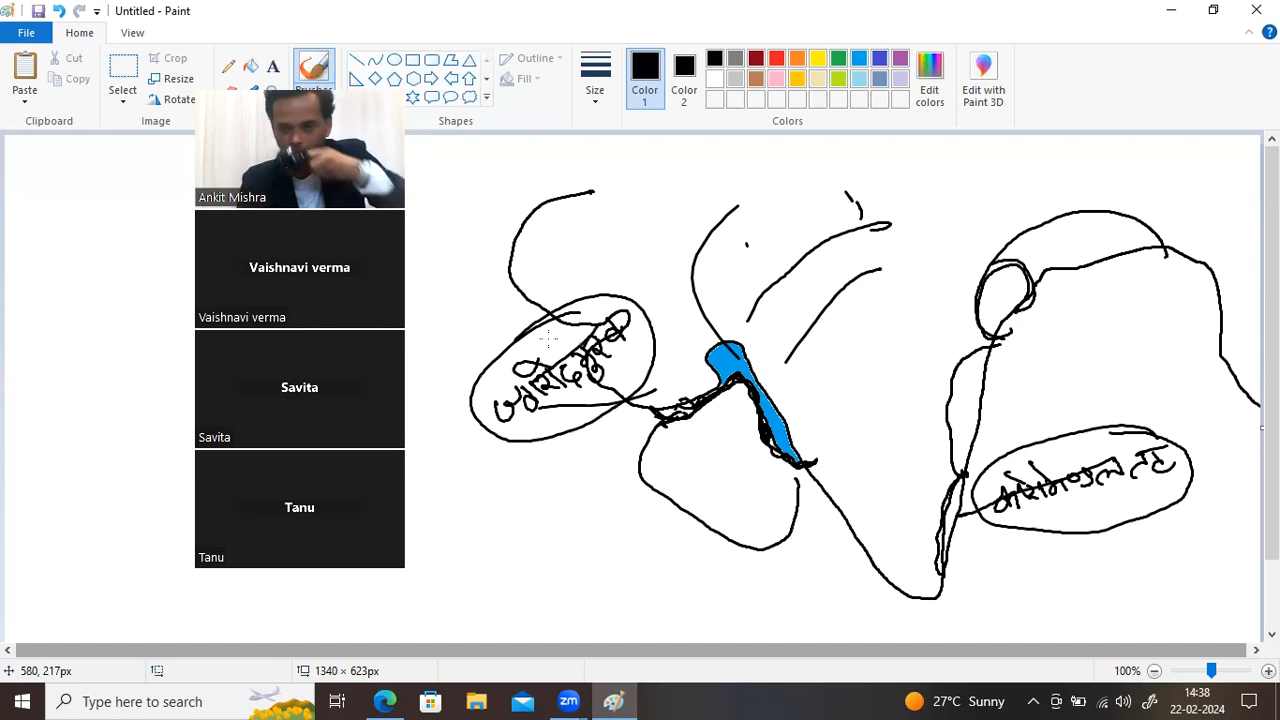 Untitled - Paint
File
Home
View
Paste
Cut
Copy
Clipboard
Select
Crop
Resize
Rotate
Image
Brushes
Shapes
Outline
Fill
Size
Color 1
Color 2
Colors
Edit colors
Edit with Paint 3D
Ankit Mishra
Vaishnavi verma
Vaishnavi verma
Savita
Savita
Tanu
Tanu
580, 217px
1340 × 623px
100%
Type here to search
zm
27°C Sunny
14:38
22-02-2024